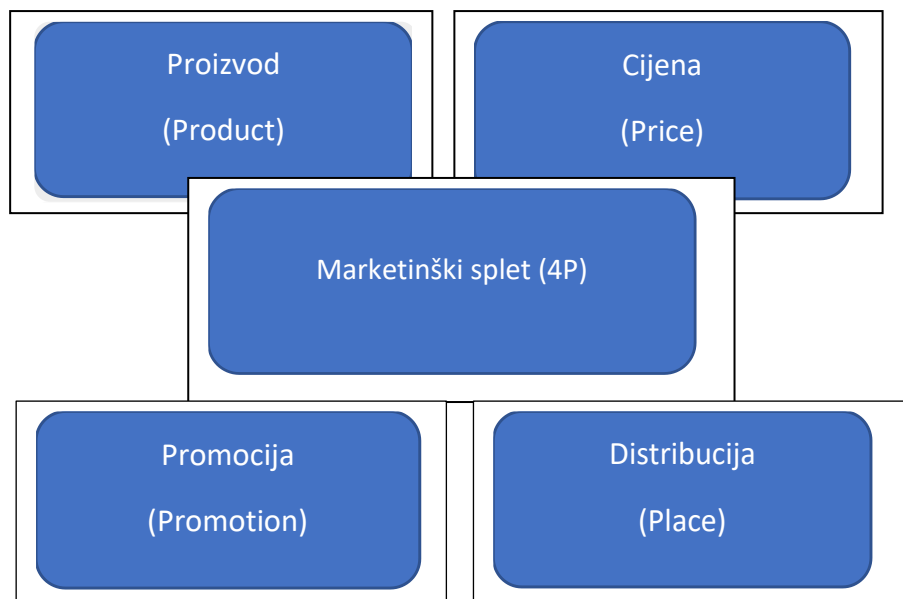 Proizvod
(Product)
Cijena
(Price)
Marketinški splet (4P)
Promocija
(Promotion)
Distribucija
(Place)